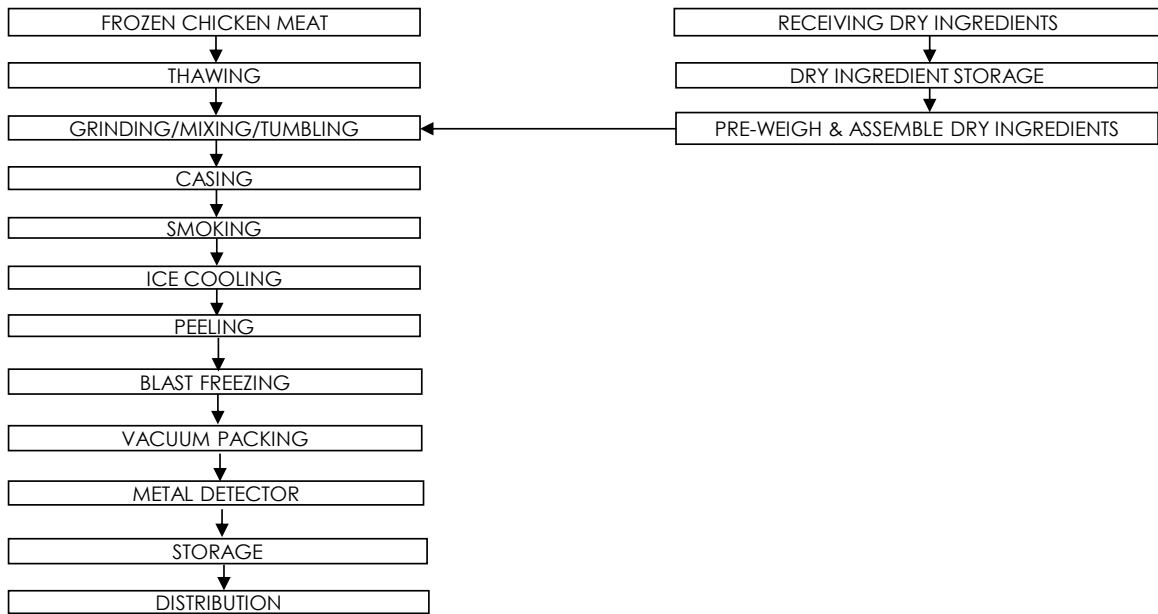 FROZEN CHICKEN MEAT
THAWING
GRINDING/MIXING/TUMBLING
CASING
SMOKING
ICE COOLING
PEELING
BLAST FREEZING
VACUUM PACKING
METAL DETECTOR
STORAGE
DISTRIBUTION
RECEIVING DRY INGREDIENTS
DRY INGREDIENT STORAGE
PRE-WEIGH & ASSEMBLE DRY INGREDIENTS